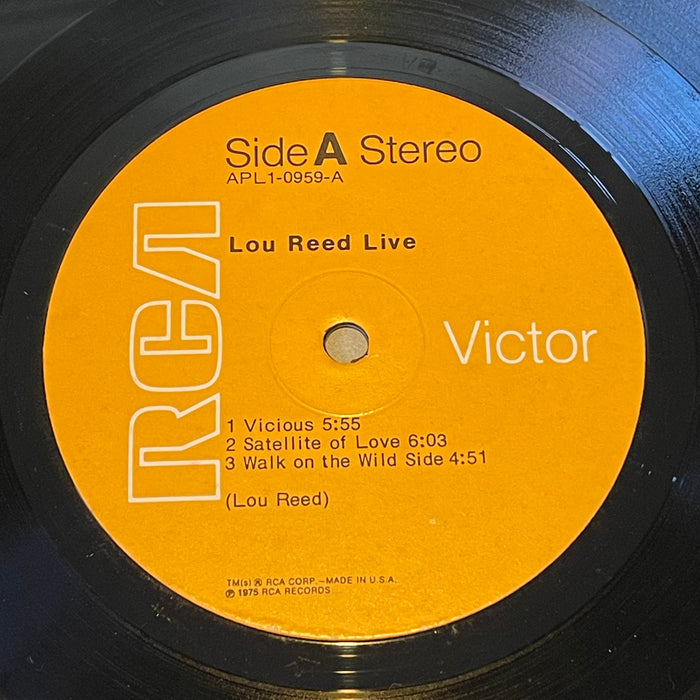 Side A Stereo
APL1-0959-A
RCA
Lou Reed Live
Victor
1 Vicious 5:55
2 Satellite of Love 6:03
3 Walk on the Wild Side 4:51
(Lou Reed)
TM(s) ® RCA CORP.–MADE IN U.S.A.
℗ 1975 RCA RECORDS